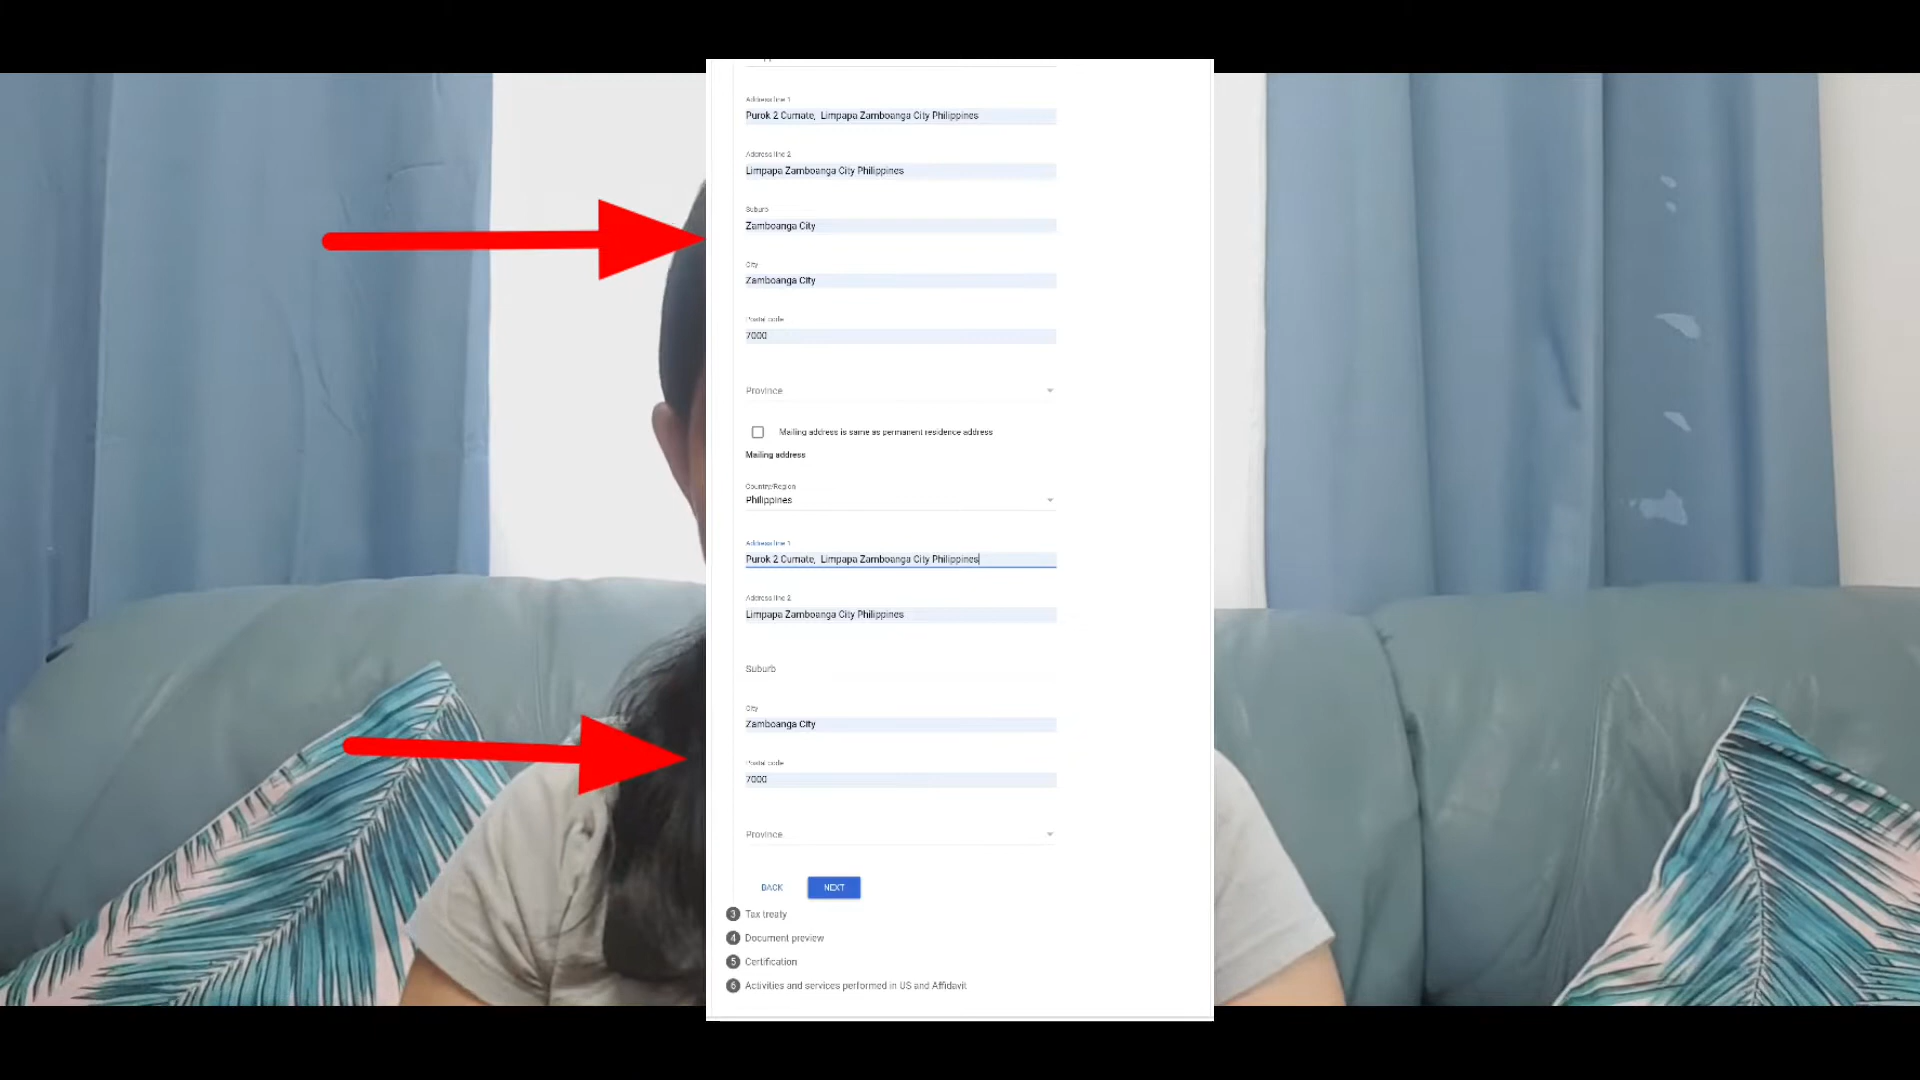 Address line 1
Purok 2 Cumate, Limpapa Zamboanga City Philippines
Address line 2
Limpapa Zamboanga City Philippines
Suburb
Zamboanga City
City
Zamboanga City
Postal code
7000
Province
Mailing address is same as permanent residence address
Mailing address
Country/Region
Philippines
Address line 1
Purok 2 Cumate, Limpapa Zamboanga City Philippines
Address line 2
Limpapa Zamboanga City Philippines
Suburb
City
Zamboanga City
Postal code
7000
Province
BACK NEXT
3 Tax treaty
4 Document preview
5 Certification
6 Activities and services performed in US and Affidavit